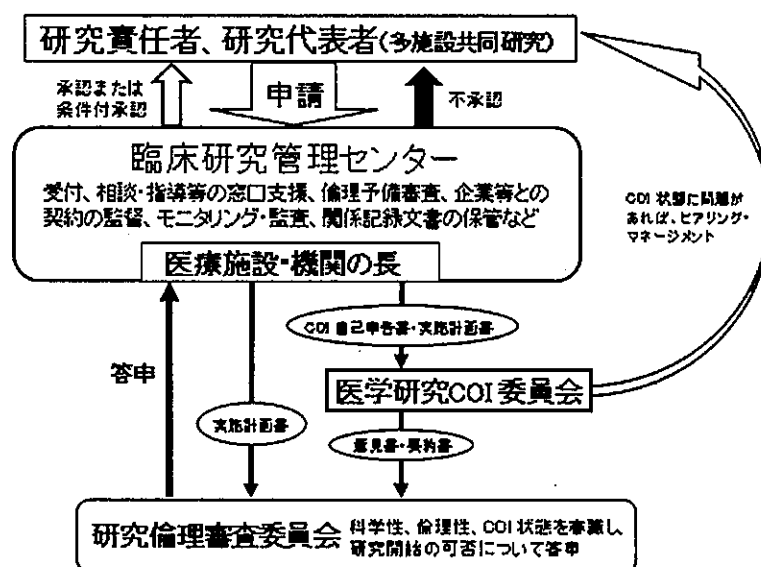 研究責任者、研究代表者(多施設共同研究)
承認または
条件付承認
申請
不承認
臨床研究管理センター
受付、相談・指導等の窓口支援、倫理予備審査、企業等との
契約の監督、モニタリング・監査、関係記録文書の保管など
医療施設・機関の長
COI 状態に問題が
あれば、ヒアリング・
マネージメント
COI 自己申告書・実施計画書
答申
医学研究COI 委員会
実施計画書
意見書・要約書
研究倫理審査委員会
科学性、倫理性、COI 状態を審議し
研究開始の可否について答申